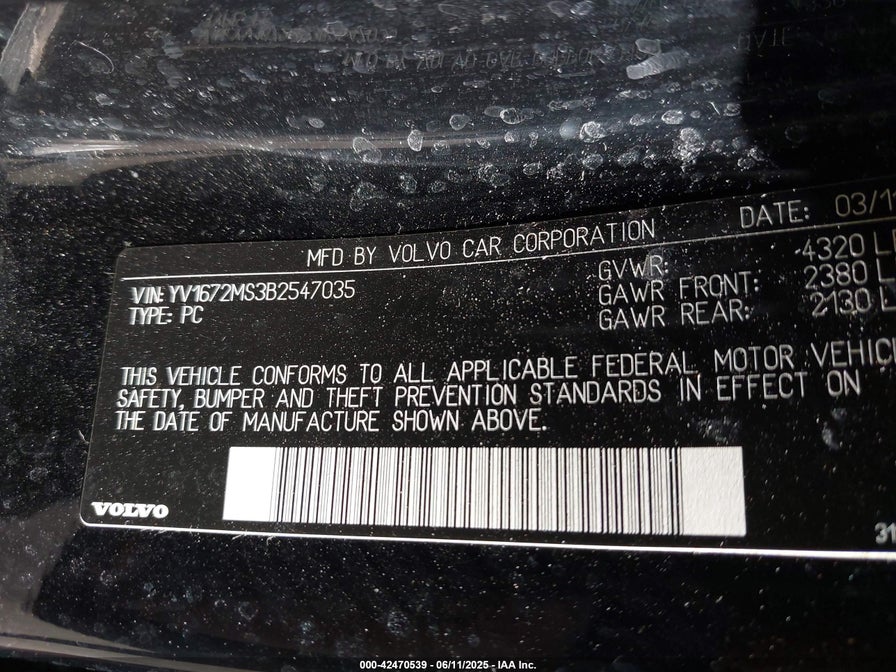 MFD BY VOLVO CAR CORPORATION DATE: 03/1
VIN: YV1672MS3B2547035 GVWR: 4320 L
TYPE: PC GAWR FRONT: 2380 L
GAWR REAR: 2130
THIS VEHICLE CONFORMS TO ALL APPLICABLE FEDERAL MOTOR VEHIC
SAFETY, BUMPER AND THEFT PREVENTION STANDARDS IN EFFECT ON
THE DATE OF MANUFACTURE SHOWN ABOVE.
VOLVO
31
000-42470539 - 06/11/2025 - IAA Inc.